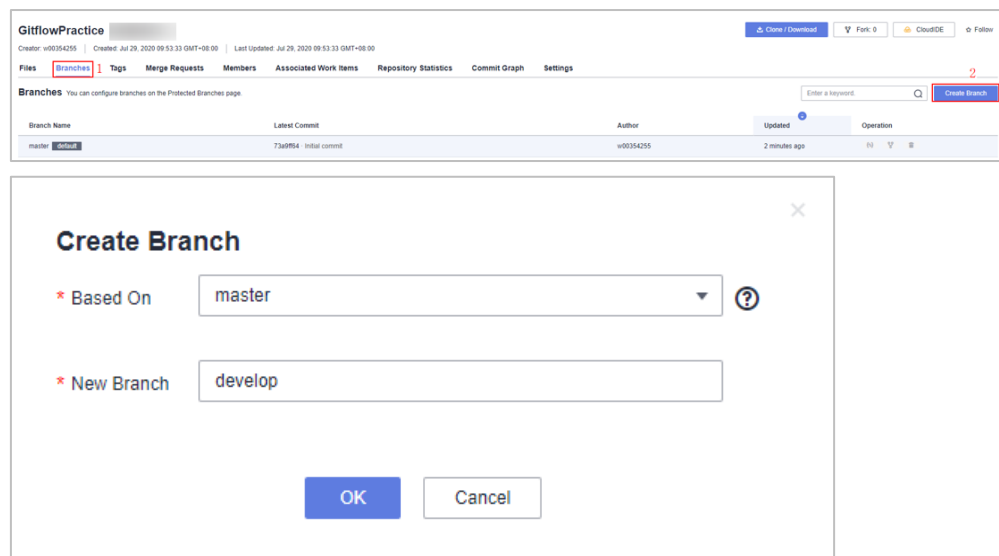 GitflowPractice
Clone / Download Fork: 0 CloudIDE Follow
Creator: w00354255 | Created: Jul 29, 2020 09:53:33 GMT+08:00 | Last Updated: Jul 29, 2020 09:53:33 GMT+08:00
Files Branches 1 Tags Merge Requests Members Associated Work Items Repository Statistics Commit Graph Settings
2
Branches You can configure branches on the Protected Branches page. Enter a keyword. Create Branch
Branch Name Latest Commit Author Updated Operation
master default 73a9ff64 · Initial commit w00354255 2 minutes ago
Create Branch
* Based On master
* New Branch develop
OK Cancel